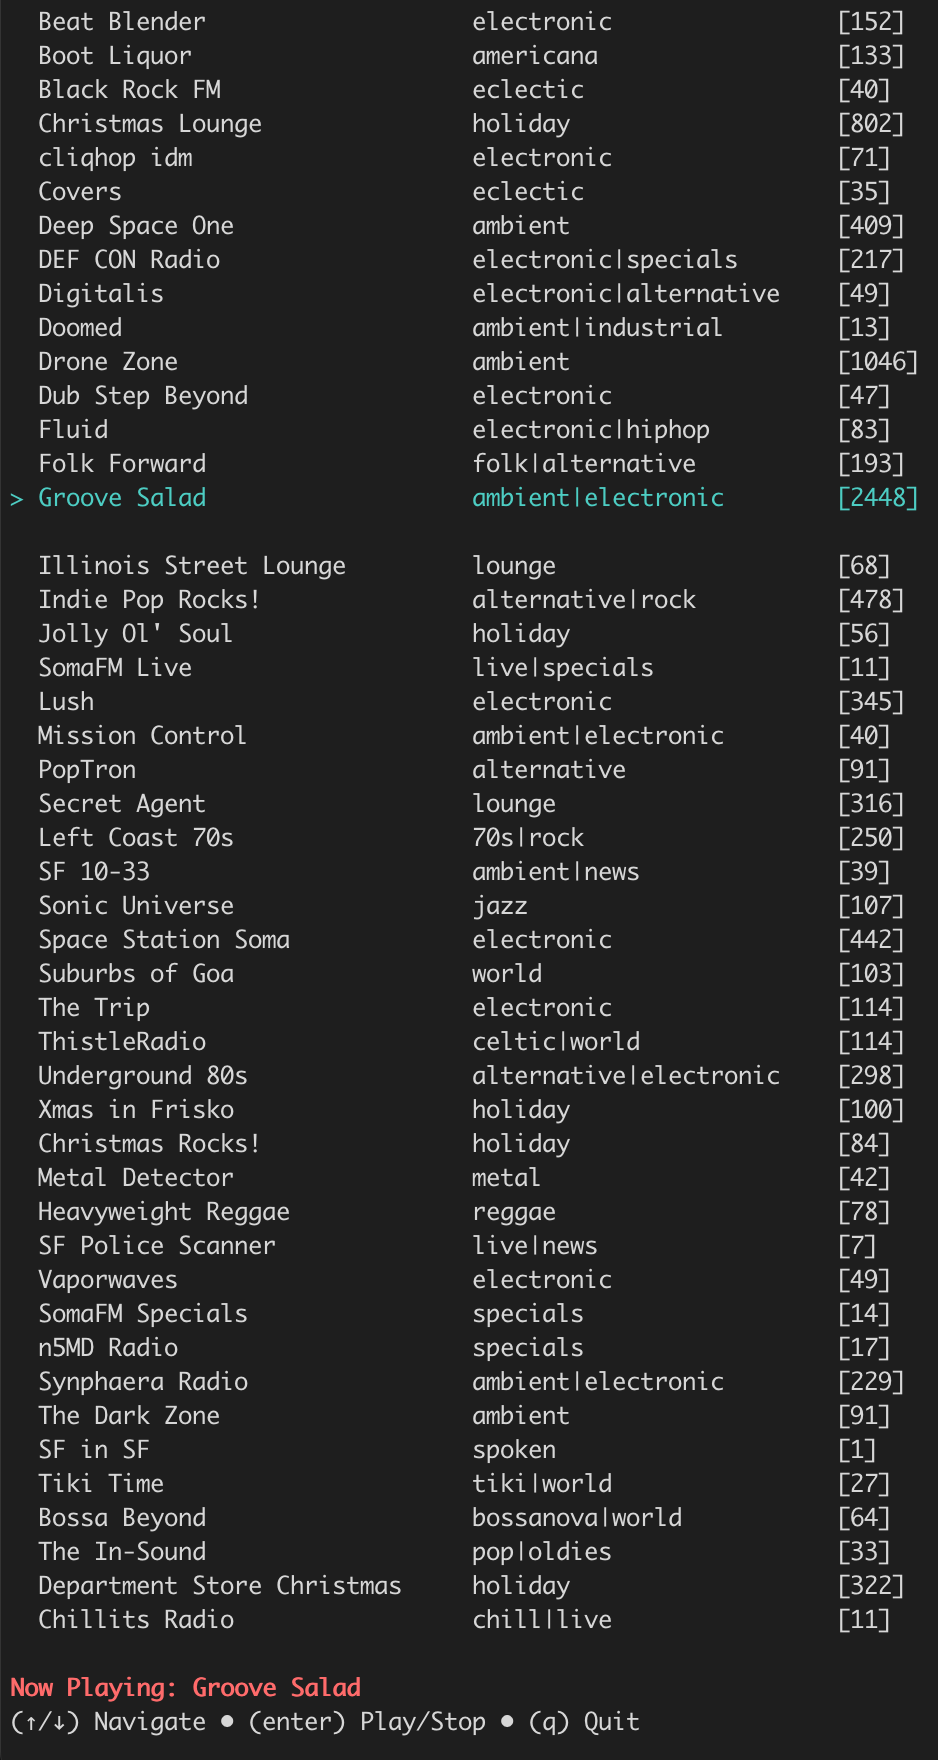 Beat Blender electronic [152]
Boot Liquor americana [133]
Black Rock FM eclectic [40]
Christmas Lounge holiday [802]
cliqhop idm electronic [71]
Covers eclectic [35]
Deep Space One ambient [409]
DEF CON Radio electronic|specials [217]
Digitalis electronic|alternative [49]
Doomed ambient|industrial [13]
Drone Zone ambient [1046]
Dub Step Beyond electronic [47]
Fluid electronic|hiphop [83]
Folk Forward folk|alternative [193]
> Groove Salad ambient|electronic [2448]
Illinois Street Lounge lounge [68]
Indie Pop Rocks! alternative|rock [478]
Jolly Ol' Soul holiday [56]
SomaFM Live live|specials [11]
Lush electronic [345]
Mission Control ambient|electronic [40]
PopTron alternative [91]
Secret Agent lounge [316]
Left Coast 70s 70s|rock [250]
SF 10-33 ambient|news [39]
Sonic Universe jazz [107]
Space Station Soma electronic [442]
Suburbs of Goa world [103]
The Trip electronic [114]
ThistleRadio celtic|world [114]
Underground 80s alternative|electronic [298]
Xmas in Frisko holiday [100]
Christmas Rocks! holiday [84]
Metal Detector metal [42]
Heavyweight Reggae reggae [78]
SF Police Scanner live|news [7]
Vaporwaves electronic [49]
SomaFM Specials specials [14]
n5MD Radio specials [17]
Synphaera Radio ambient|electronic [229]
The Dark Zone ambient [91]
SF in SF spoken [1]
Tiki Time tiki|world [27]
Bossa Beyond bossanova|world [64]
The In-Sound pop|oldies [33]
Department Store Christmas holiday [322]
Chillits Radio chill|live [11]
Now Playing: Groove Salad
(↑/↓) Navigate • (enter) Play/Stop • (q) Quit